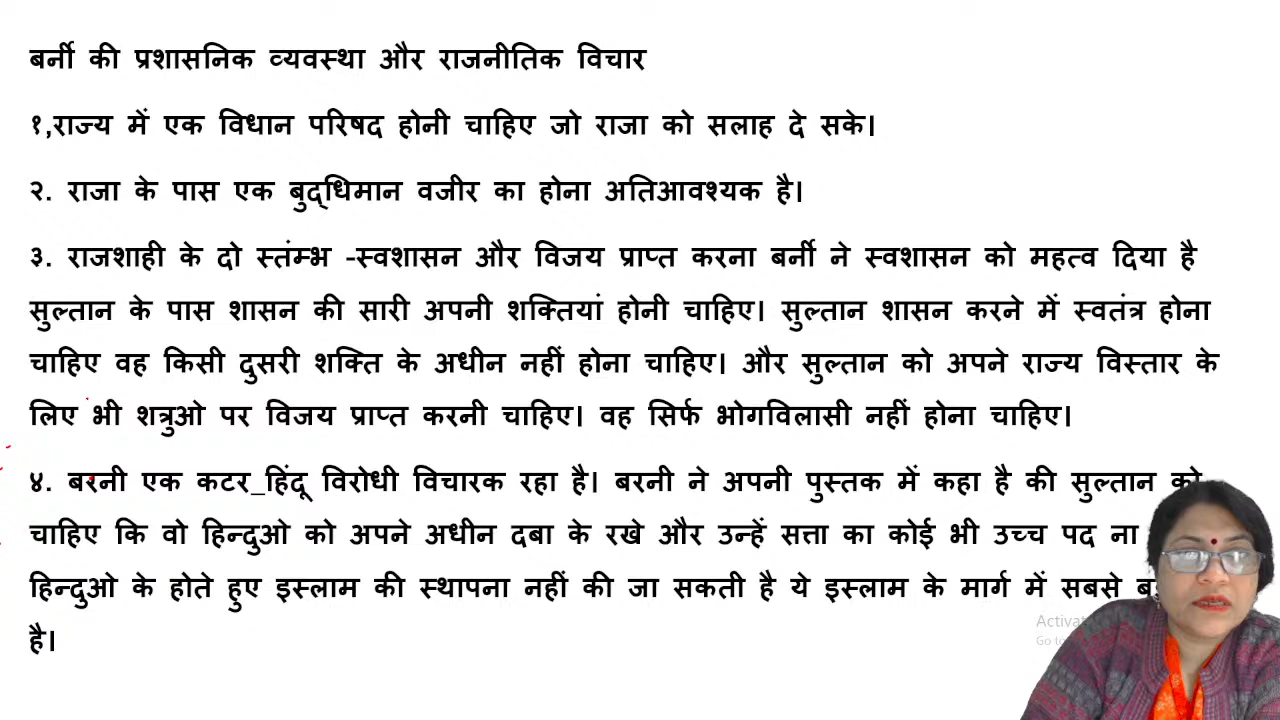 बर्नी की प्रशासनिक व्यवस्था और राजनीतिक विचार
१,राज्य में एक विधान परिषद होनी चाहिए जो राजा को सलाह दे सके।
२. राजा के पास एक बुद्धिमान वजीर का होना अतिआवश्यक है।
३. राजशाही के दो स्तंम्भ -स्वशासन और विजय प्राप्त करना बर्नी ने स्वशासन को महत्व दिया है
सुल्तान के पास शासन की सारी अपनी शक्तियां होनी चाहिए। सुल्तान शासन करने में स्वतंत्र होना
चाहिए वह किसी दुसरी शक्ति के अधीन नहीं होना चाहिए। और सुल्तान को अपने राज्य विस्तार के
लिए भी शत्रुओ पर विजय प्राप्त करनी चाहिए। वह सिर्फ भोगविलासी नहीं होना चाहिए।
४. बरनी एक कटर_हिंदू विरोधी विचारक रहा है। बरनी ने अपनी पुस्तक में कहा है की सुल्तान को
चाहिए कि वो हिन्दुओ को अपने अधीन दबा के रखे और उन्हें सत्ता का कोई भी उच्च पद ना
हिन्दुओ के होते हुए इस्लाम की स्थापना नहीं की जा सकती है ये इस्लाम के मार्ग में सबसे
है।